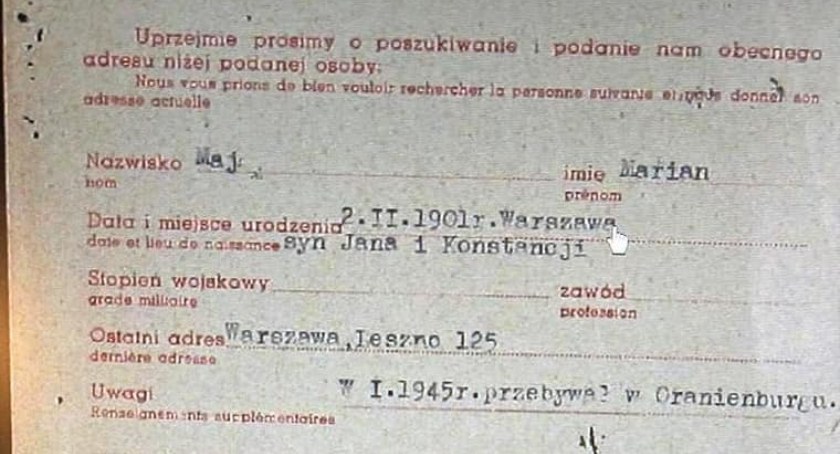 Uprzejmie prosimy o poszukiwanie i podanie nam obecnego
adresu niżej podanej osoby:
Nous vous prions de bien vouloir rechercher la personne suivante et nous donner son
adresse actuelle
Nazwisko Maj imię Marian
nom prénom
Data i miejsce urodzenia 2.II.1901r.Warszawa
date et lieu de naissance syn Jana i Konstancji
Stopień wojskowy zawód
grade militaire profession
Ostatni adres Warszawa,Leszno 125
dernière adresse
Uwagi W I.1945r.przebywał w Oranienburgu.
Renseignements supplémentaires